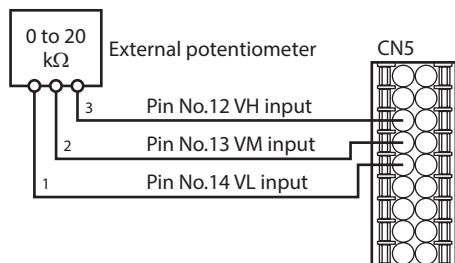 0 to 20
kΩ
External potentiometer
CN5
3
Pin No.12 VH input
2
Pin No.13 VM input
1
Pin No.14 VL input